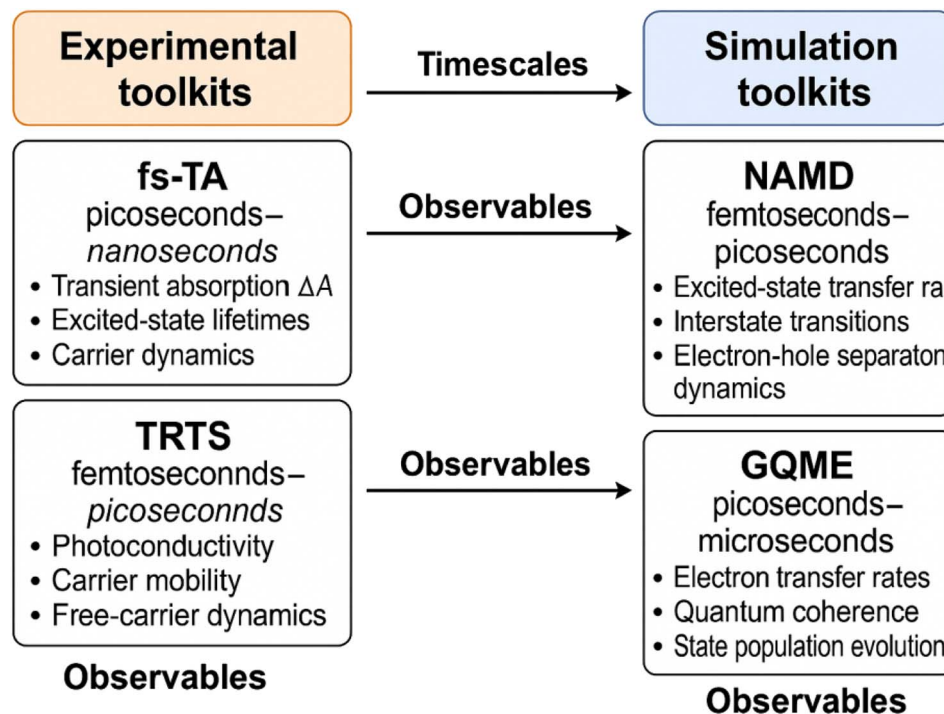 Experimental
toolkits
Timescales
Simulation
toolkits
fs-TA
picoseconds–
nanoseconds
• Transient absorption ΔA
• Excited-state lifetimes
• Carrier dynamics
Observables
NAMD
femtoseconds–
picoseconds
• Excited-state transfer ra
• Interstate transitions
• Electron-hole separaton
dynamics
TRTS
femtoseconnds–
picoseconnds
• Photoconductivity
• Carrier mobility
• Free-carrier dynamics
Observables
Observables
GQME
picoseconds–
microseconds
• Electron transfer rates
• Quantum coherence
• State population evolution
Observables